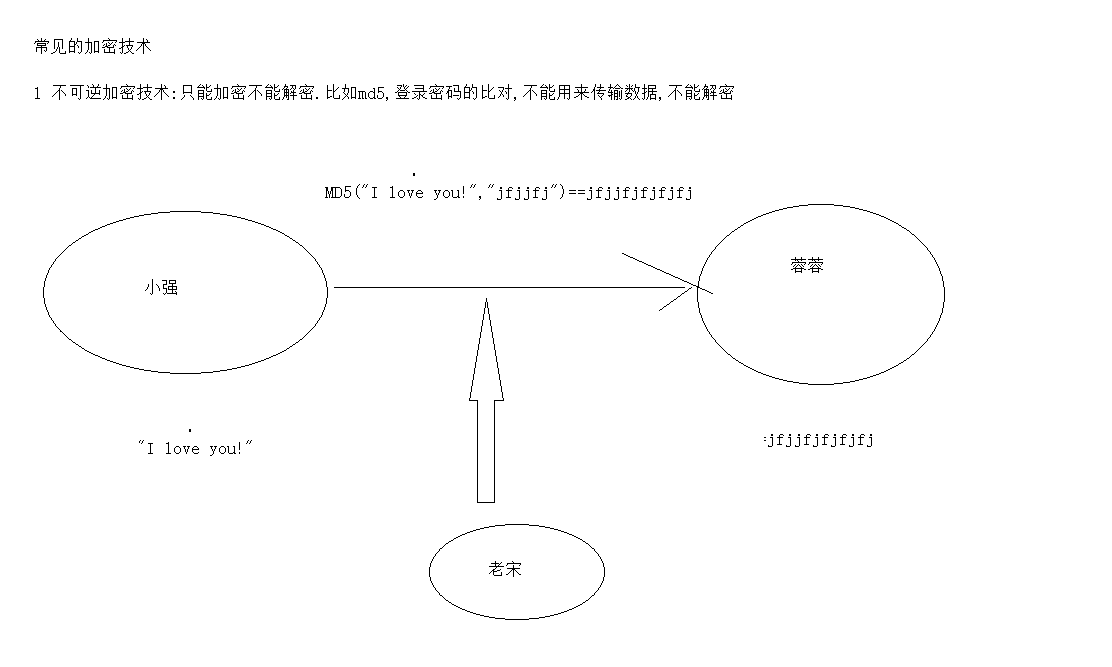 常见的加密技术
1 不可逆加密技术:只能加密不能解密.比如md5,登录密码的比对,不能用来传输数据,不能解密
MD5("I love you!","jfjjfj")==jfjjfjfjfjfj
小强
蓉蓉
"I love you!"
:jfjjfjfjfjfj
老宋